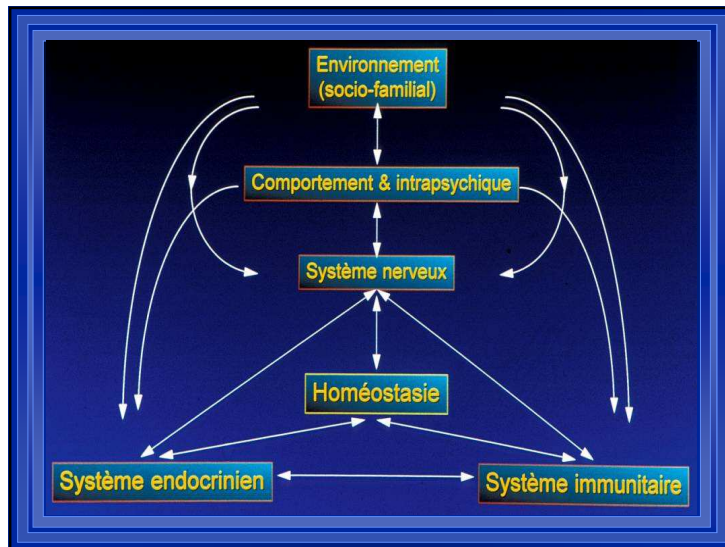 Environnement
(socio-familial)
Comportement & intrapsychique
Système nerveux
Homéostasie
Système endocrinien
Système immunitaire